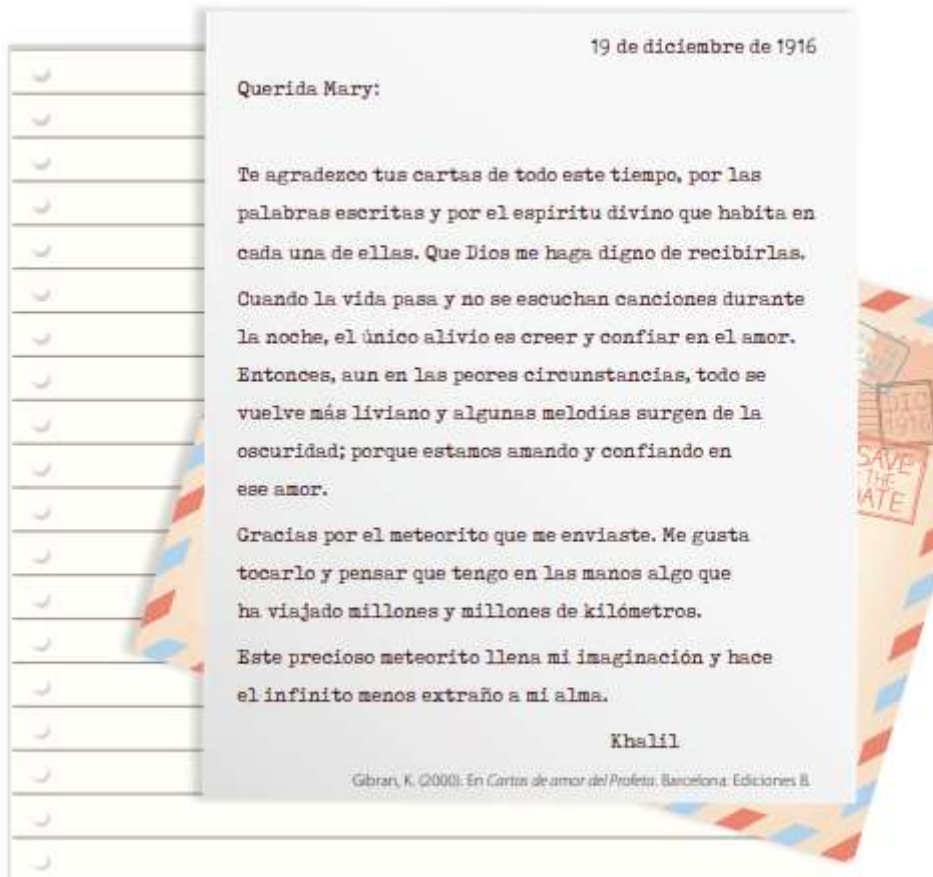 19 de diciembre de 1916
Querida Mary:
Te agradezco tus cartas de todo este tiempo, por las
palabras escritas y por el espíritu divino que habita en
cada una de ellas. Que Dios me haga digno de recibirlas.
Cuando la vida pasa y no se escuchan canciones durante
la noche, el único alivio es creer y confiar en el amor.
Entonces, aun en las peores circunstancias, todo se
vuelve más liviano y algunas melodías surgen de la
oscuridad; porque estamos amando y confiando en
ese amor.
Gracias por el meteorito que me enviaste. Me gusta
tocarlo y pensar que tengo en las manos algo que
ha viajado millones y millones de kilómetros.
Este precioso meteorito llena mi imaginación y hace
el infinito menos extraño a mi alma.
Khalil
Gibran, K. (2000). En Cartas de amor del Profeta. Barcelona: Ediciones B.
DIC
1916
SAVE
THE
DATE